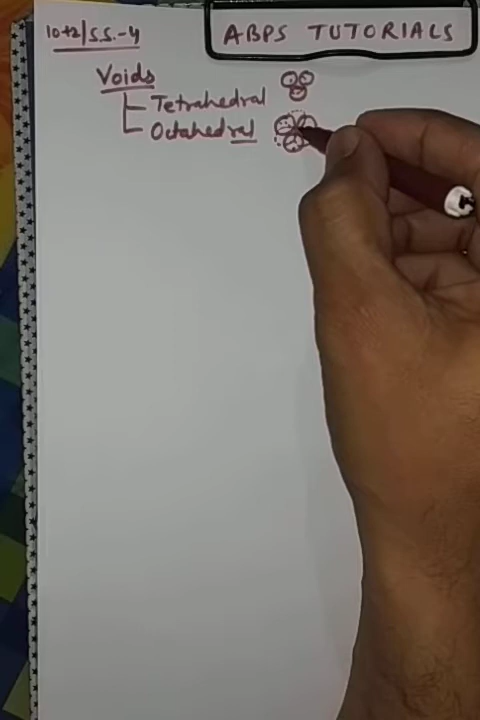 10+2/S.S.-4
ABPS TUTORIALS
Voids
Tetrahedral
Octahedral